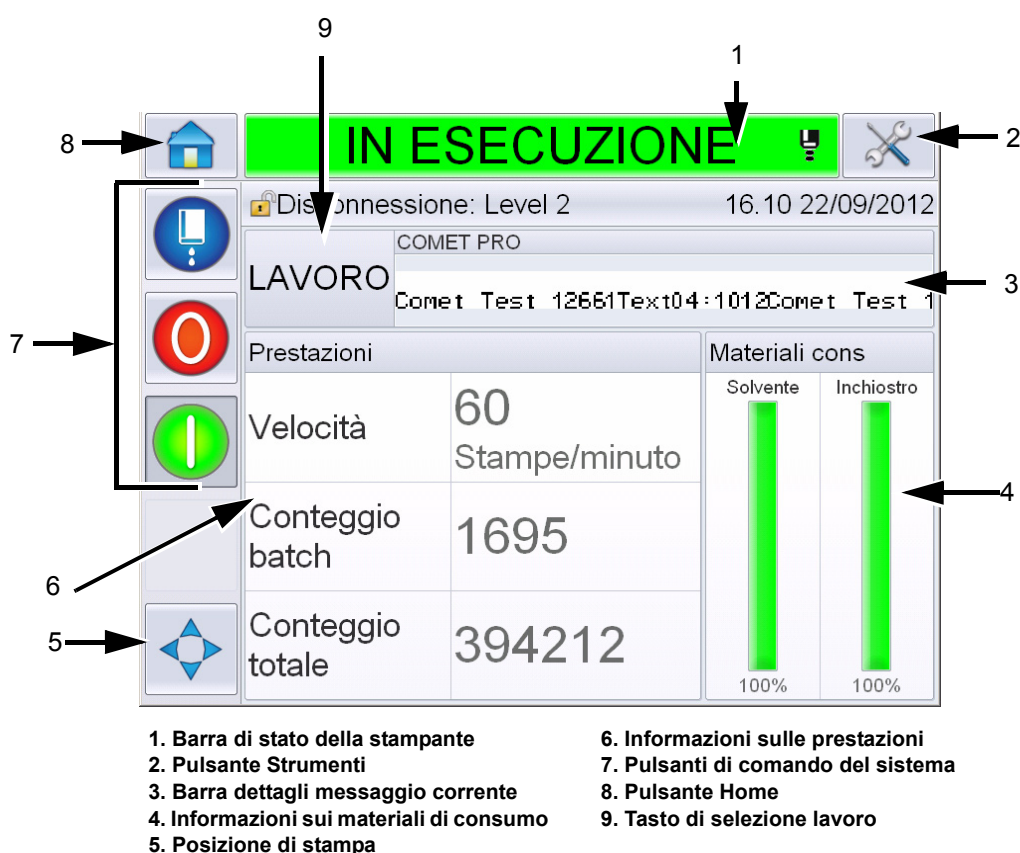 9
1
8
IN ESECUZIONE
2
Disconnessione: Level 2 16.10 22/09/2012
COMET PRO
LAVORO
Comet Test 12661Text04:1012Comet Test 1
3
7
Prestazioni
Materiali cons
Solvente Inchiostro
Velocità
60
Stampe/minuto
4
Conteggio
batch
1695
6
5
Conteggio
totale
394212
100% 100%
1. Barra di stato della stampante
2. Pulsante Strumenti
3. Barra dettagli messaggio corrente
4. Informazioni sui materiali di consumo
5. Posizione di stampa
6. Informazioni sulle prestazioni
7. Pulsanti di comando del sistema
8. Pulsante Home
9. Tasto di selezione lavoro